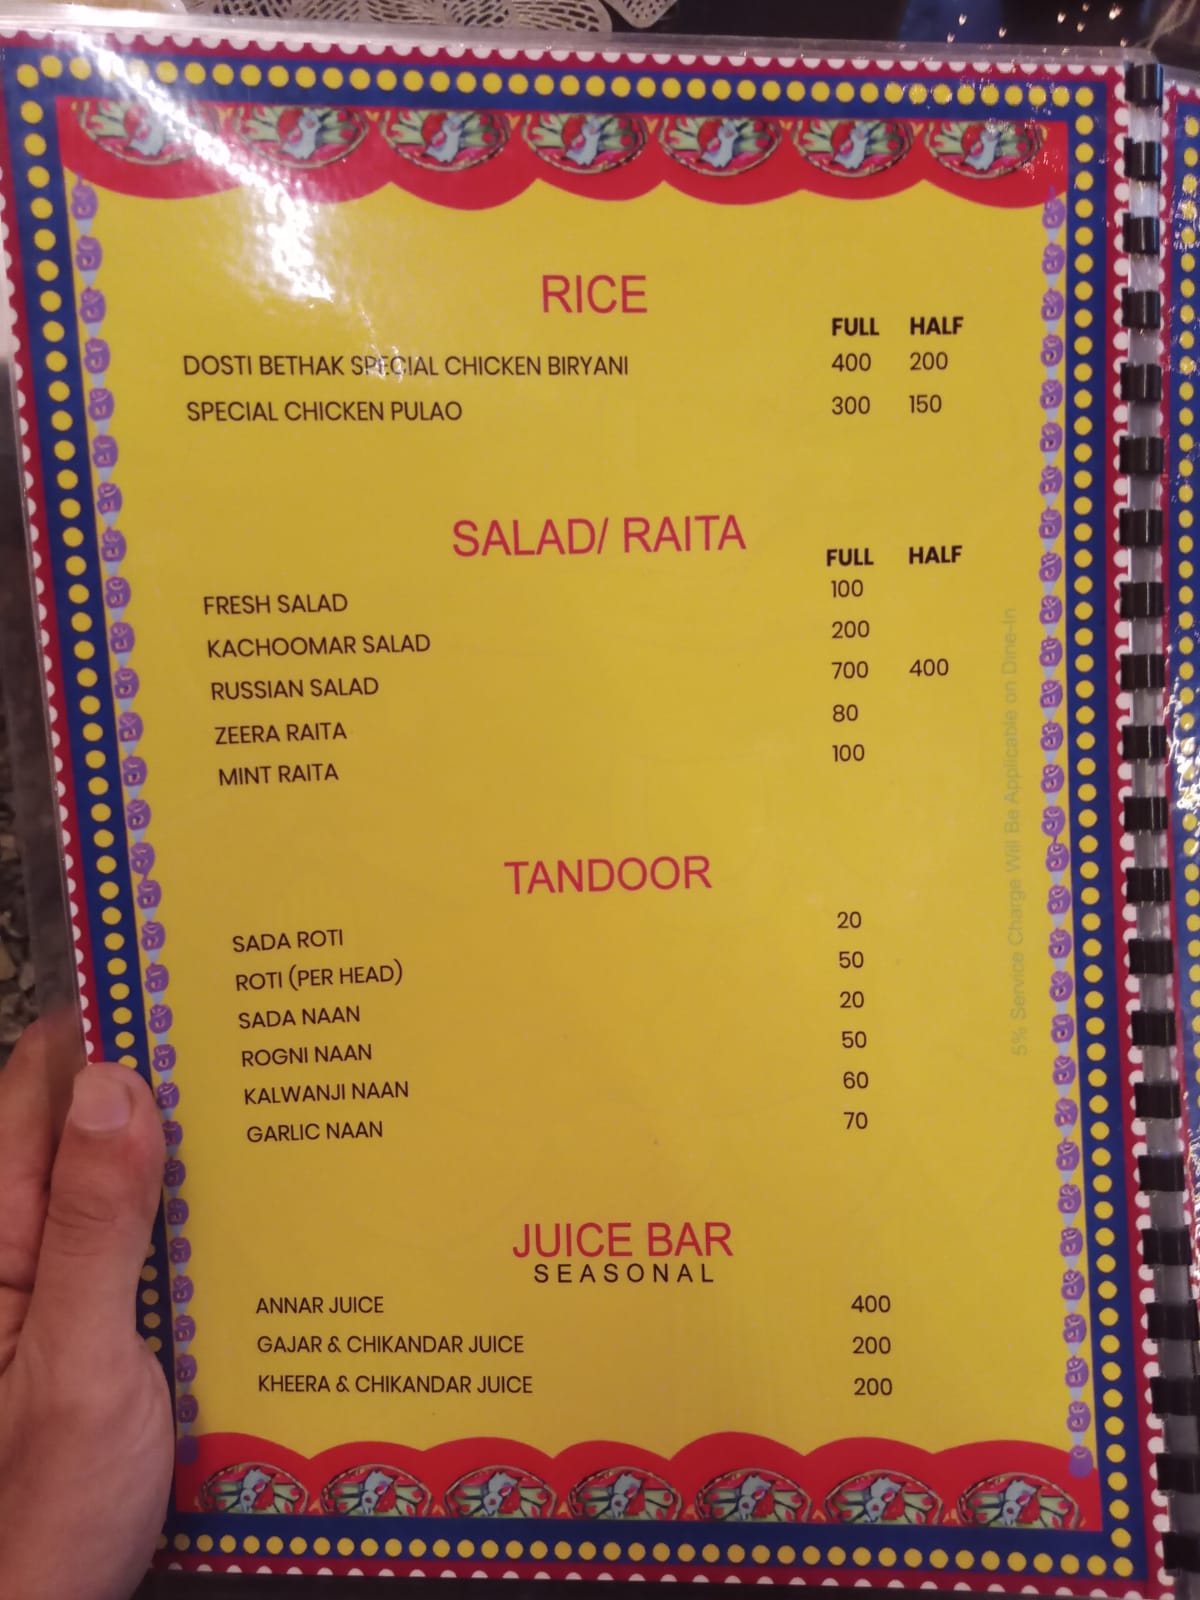 RICE
FULL HALF
DOSTI BETHAK SPECIAL CHICKEN BIRYANI 400 200
SPECIAL CHICKEN PULAO 300 150
SALAD/ RAITA
FULL HALF
FRESH SALAD 100
KACHOOMAR SALAD 200
RUSSIAN SALAD 700 400
ZEERA RAITA 80
MINT RAITA 100
TANDOOR
SADA ROTI 20
ROTI (PER HEAD) 50
SADA NAAN 20
ROGNI NAAN 50
KALWANJI NAAN 60
GARLIC NAAN 70
JUICE BAR
SEASONAL
ANNAR JUICE 400
GAJAR & CHIKANDAR JUICE 200
KHEERA & CHIKANDAR JUICE 200
5% Service Charge Will Be Applicable on Dine-In